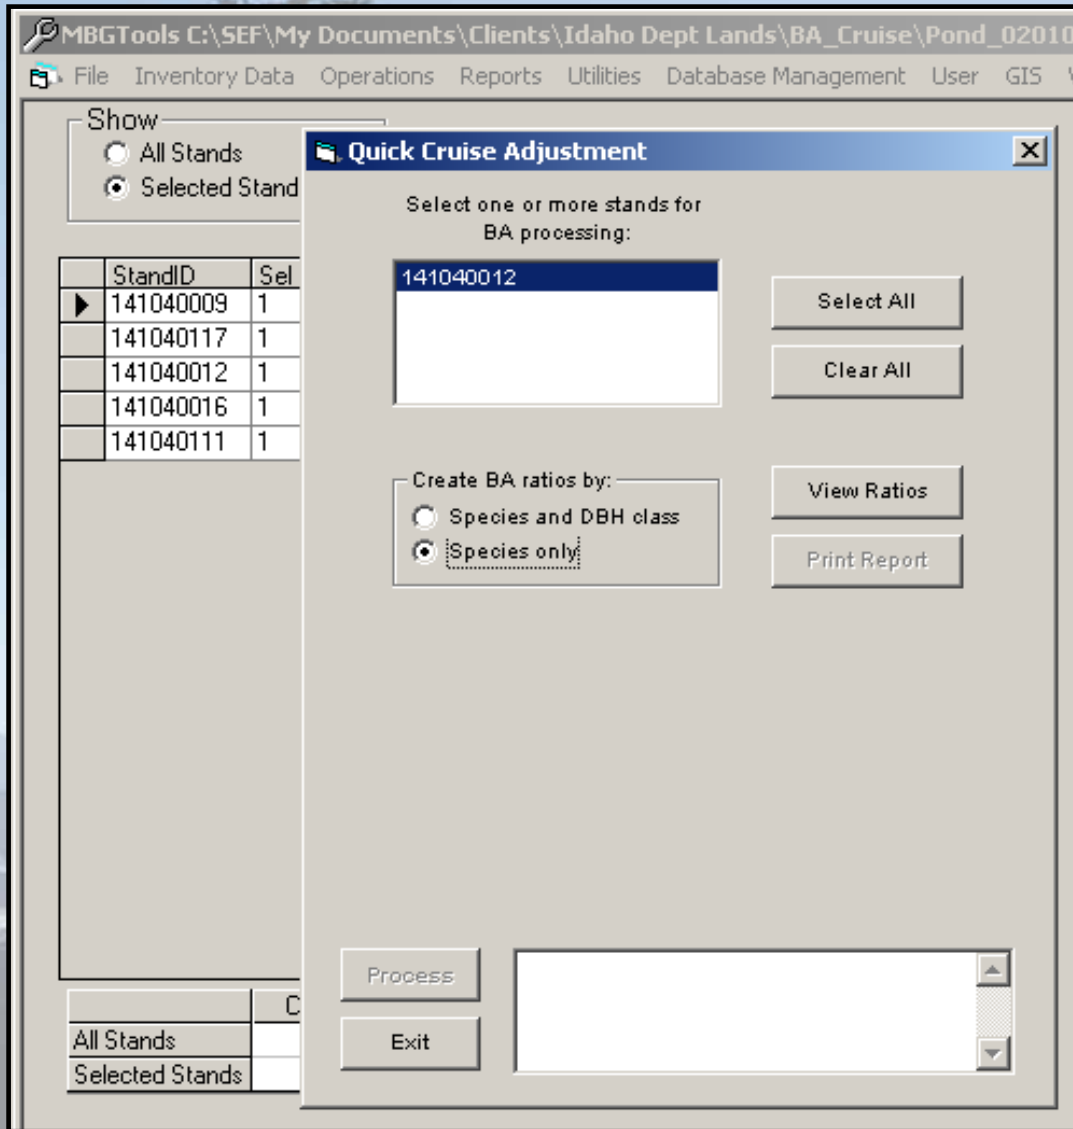 MBGTools C:\SEF\My Documents\Clients\Idaho Dept Lands\BA_Cruise\Pond_02010
File Inventory Data Operations Reports Utilities Database Management User GIS
Show
All Stands
Selected Stand
StandID Sel
141040009 1
141040117 1
141040012 1
141040016 1
141040111 1
C
All Stands
Selected Stands
Quick Cruise Adjustment
Select one or more stands for
BA processing:
141040012
Select All
Clear All
Create BA ratios by:
Species and DBH class
Species only
View Ratios
Print Report
Process
Exit